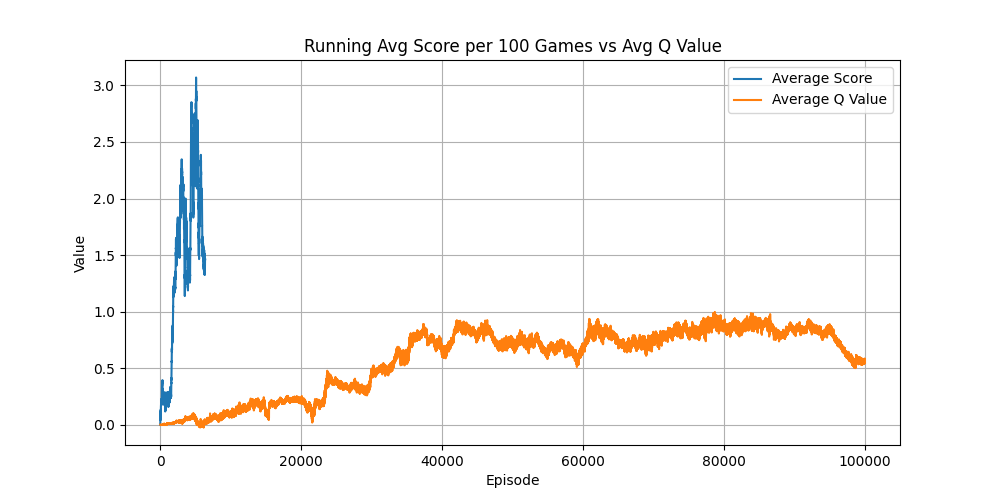 Running Avg Score per 100 Games vs Avg Q Value
Average Score
Average Q Value
3.0
2.5
2.0
1.5
1.0
0.5
0.0
Value
0
20000
40000
60000
80000
100000
Episode